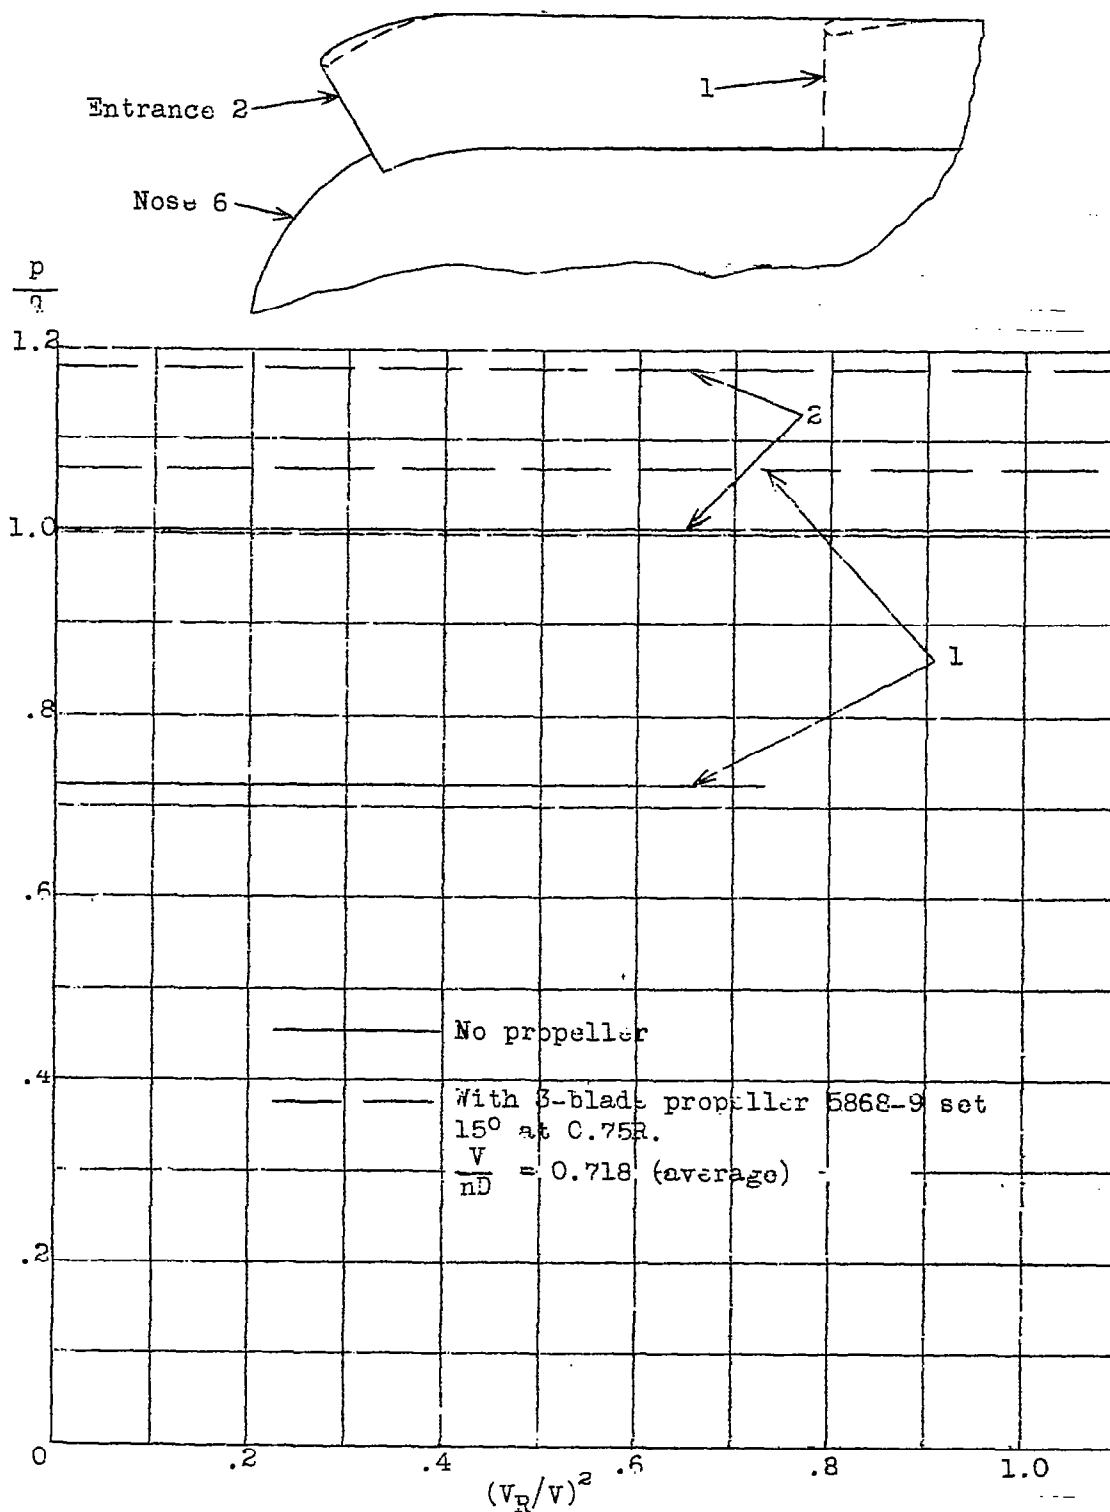 Entrance 2
1
Nose 6
p
q
1.2
2
1.0
1
.8
.6
No propeller
.4
With 3-blade propeller 5868-9 set
15° at 0.75R.
V
nD = 0.718 (average)
.2
0 .2 .4 .6 .8 1.0
(V_R/V)²